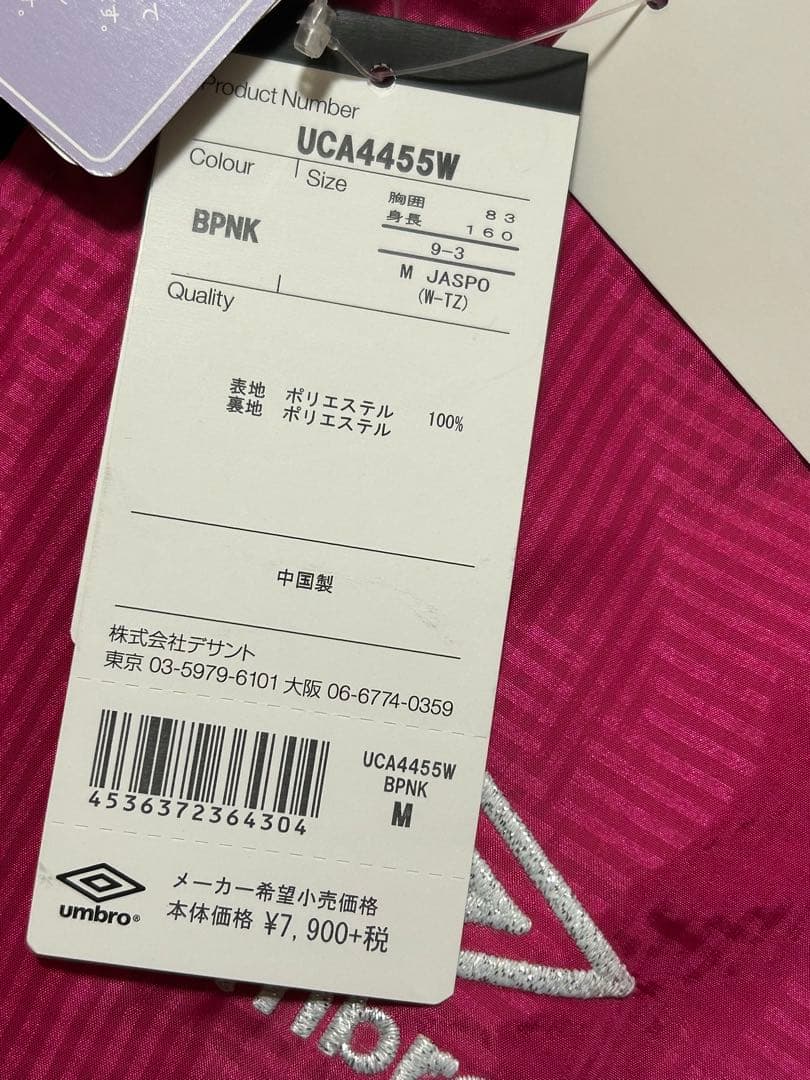 て
す。
す。
Product Number
UCA4455W
Colour
Size
胸囲 83
身長 160
BPNK
9-3
M JASPO
(W-TZ)
Quality
表地 ポリエステル
裏地 ポリエステル 100%
中国製
株式会社デサント
東京 03-5979-6101 大阪 06-6774-0359
4536372364304
UCA4455W
BPNK
M
umbro®
メーカー希望小売価格
本体価格 ¥7,900+税